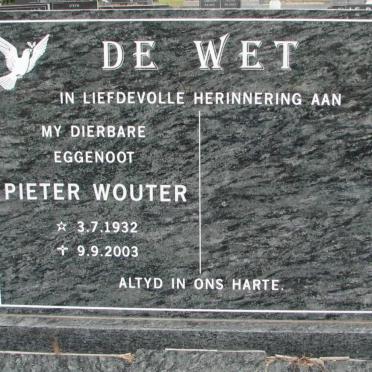 DE WET
IN LIEFDEVOLLE HERINNERING AAN
MY DIERBARE
EGGENOOT
PIETER WOUTER
☆ 3.7.1932
✝ 9.9.2003
ALTYD IN ONS HARTE.